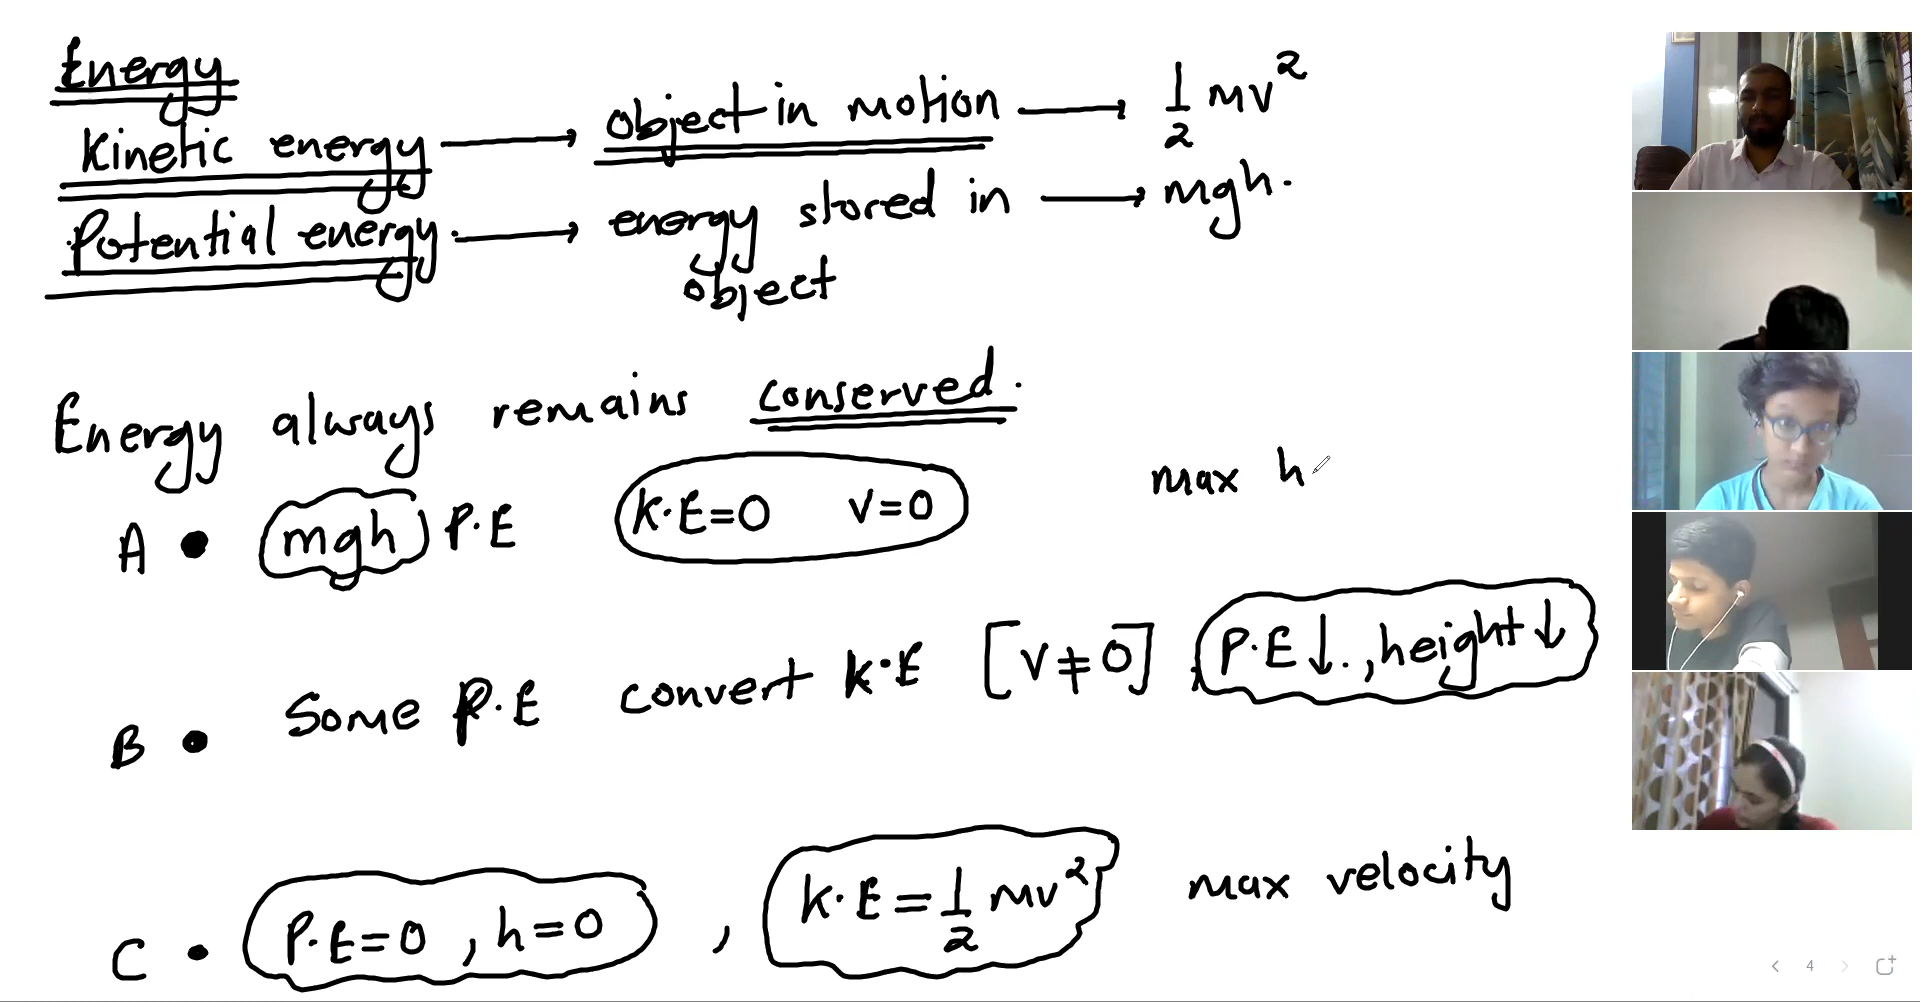 Energy
Kinetic energy → object in motion → 1/2 mv²
Potential energy. → energy stored in → mgh.
object
Energy always remains conserved.
A • mgh P.E K.E=0 V=0 max h
B • Some P.E convert K.E [V≠0], P.E↓., height↓
C • P.E=0, h=0, K.E=1/2 mv² max velocity
4